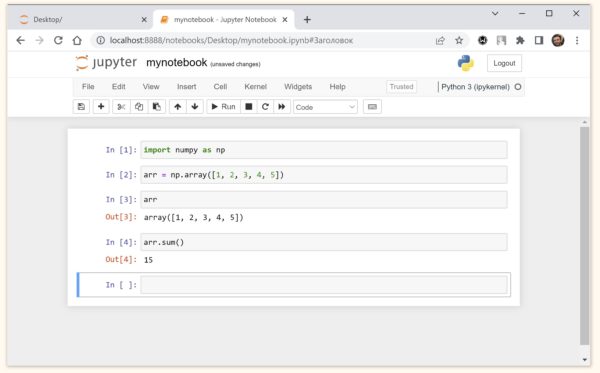 Desktop/
mynotebook - Jupyter Notebook
localhost:8888/notebooks/Desktop/mynotebook.ipynb#Заголовок
jupyter mynotebook (unsaved changes)
Logout
File Edit View Insert Cell Kernel Widgets Help
Trusted
Python 3 (ipykernel)
Run
Code
In [1]: import numpy as np
In [2]: arr = np.array([1, 2, 3, 4, 5])
In [3]: arr
Out[3]: array([1, 2, 3, 4, 5])
In [4]: arr.sum()
Out[4]: 15
In [ ]: